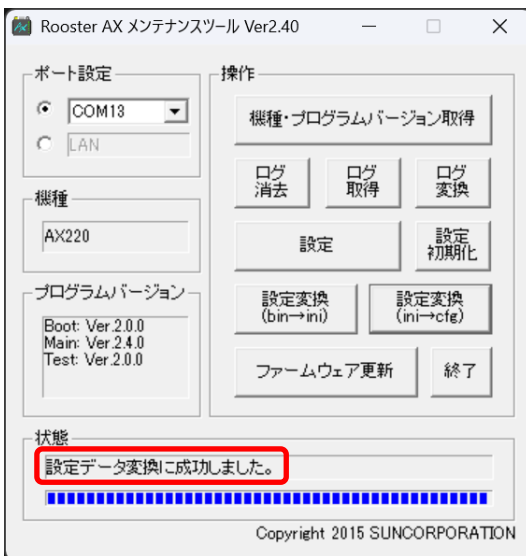 Rooster AX メンテナンスツール Ver2.40
ポート設定
COM13
LAN
機種
AX220
プログラムバージョン
Boot: Ver.2.0.0
Main: Ver.2.4.0
Test: Ver.2.0.0
操作
機種・プログラムバージョン取得
ログ
消去
ログ
取得
ログ
変換
設定
設定
初期化
設定変換
(bin→ini)
設定変換
(ini→cfg)
ファームウェア更新
終了
状態
設定データ変換に成功しました。
Copyright 2015 SUNCORPORATION